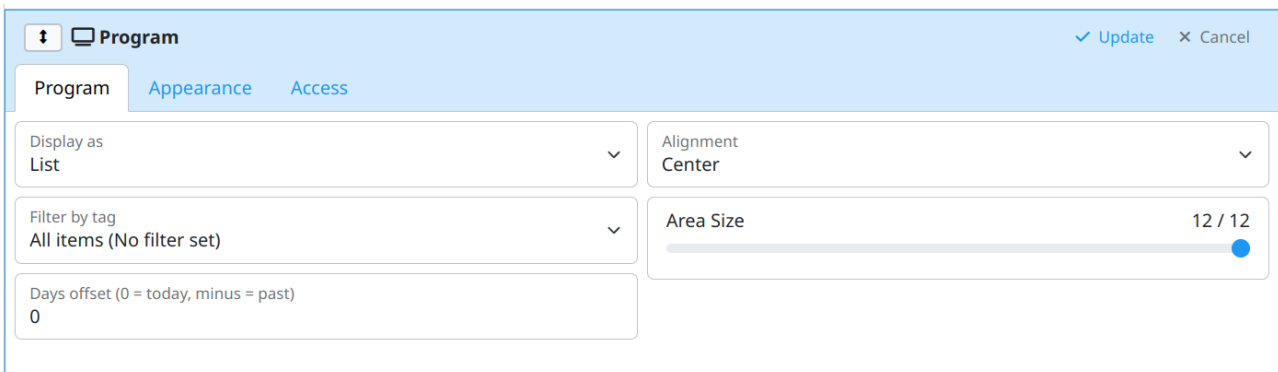 Program
Update
Cancel
Program
Appearance
Access
Display as
List
Alignment
Center
Filter by tag
All items (No filter set)
Area Size
12 / 12
Days offset (0 = today, minus = past)
0